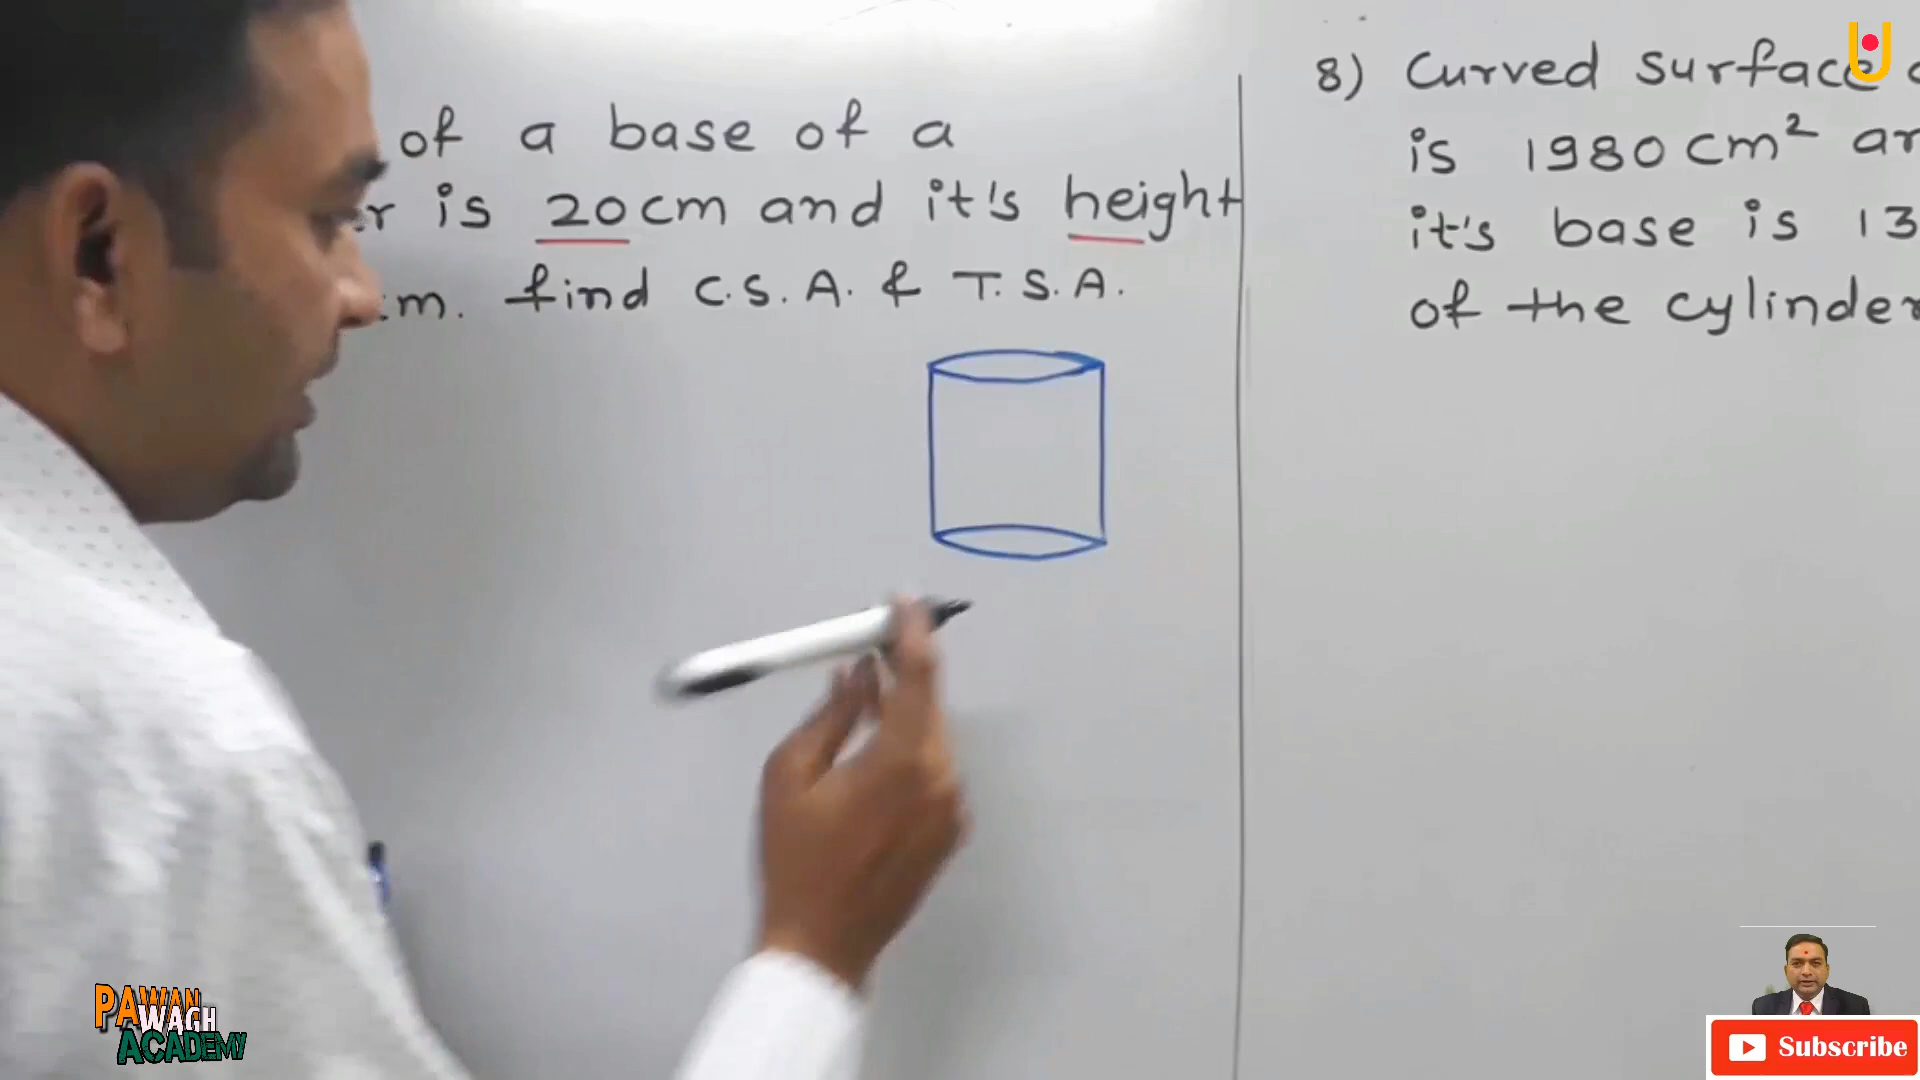 of a base of a
is 20cm and it's height
m. find C.S.A. & T.S.A.
8) Curved surface
is 1980 cm²
it's base is 13
of the cylinder
PAWAN
WAGH
ACADEMY
Subscribe